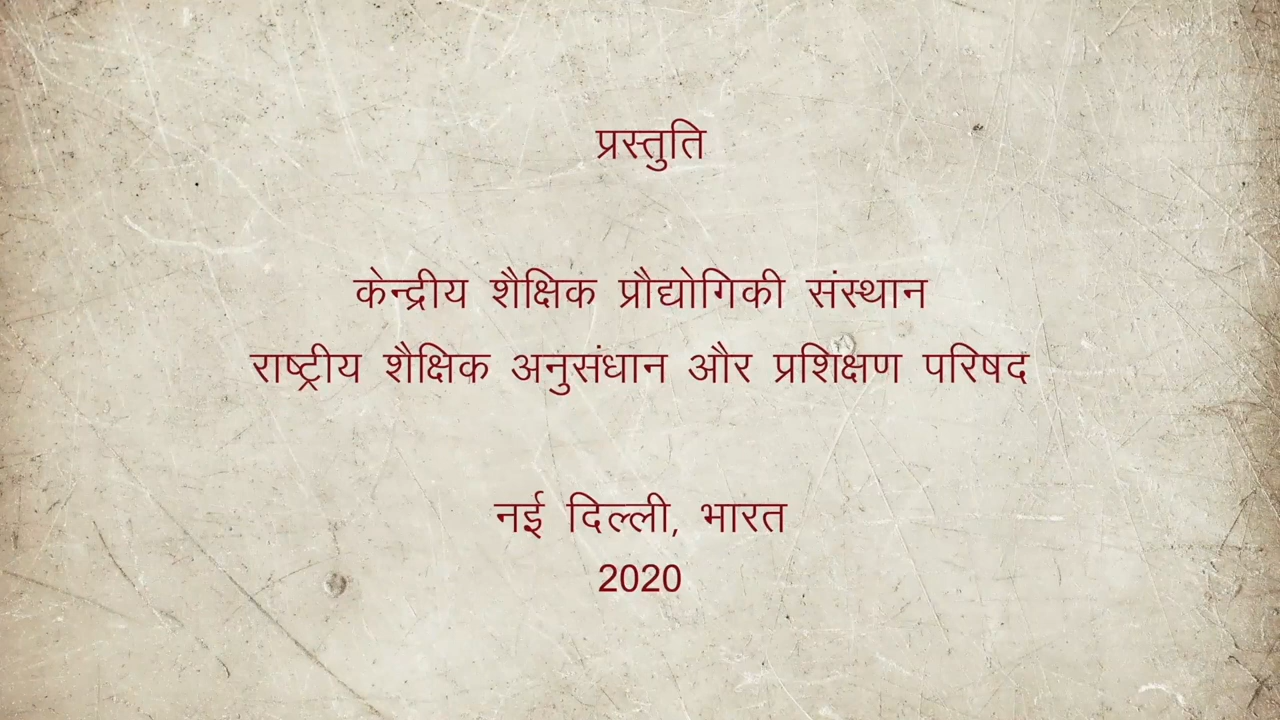 प्रस्तुति
केन्द्रीय शैक्षिक प्रौद्योगिकी संस्थान
राष्ट्रीय शैक्षिक अनुसंधान और प्रशिक्षण परिषद
नई दिल्ली, भारत
2020